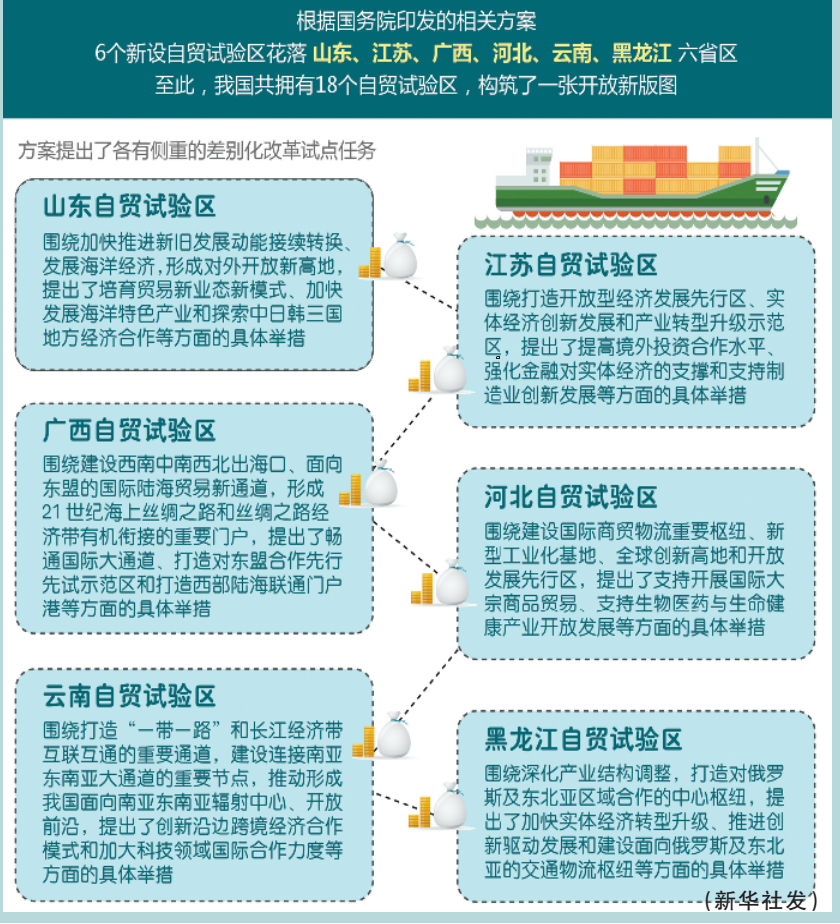 根据国务院印发的相关方案
6个新设自贸试验区花落 山东、江苏、广西、河北、云南、黑龙江 六省区
至此，我国共拥有18个自贸试验区，构筑了一张开放新版图
方案提出了各有侧重的差别化改革试点任务
山东自贸试验区
围绕加快推进新旧发展动能接续转换、
发展海洋经济，形成对外开放新高地，
提出了培育贸易新业态新模式、加快
发展海洋特色产业和探索中日韩三国
地方经济合作等方面的具体举措
江苏自贸试验区
围绕打造开放型经济发展先行区、实
体经济创新发展和产业转型升级示范
区，提出了提高境外投资合作水平、
强化金融对实体经济的支撑和支持制
造业创新发展等方面的具体举措
广西自贸试验区
围绕建设西南中南西北出海口、面向
东盟的国际陆海贸易新通道，形成
21世纪海上丝绸之路和丝绸之路经
济带有机衔接的重要门户，提出了畅
通国际大通道、打造对东盟合作先行
先试示范区和打造西部陆海联通门户
港等方面的具体举措
河北自贸试验区
围绕建设国际商贸物流重要枢纽、新
型工业化基地、全球创新高地和开放
发展先行区，提出了支持开展国际大
宗商品贸易、支持生物医药与生命健
康产业开放发展等方面的具体举措
云南自贸试验区
围绕打造“一带一路”和长江经济带
互联互通的重要通道，建设连接南亚
东南亚大通道的重要节点，推动形成
我国面向南亚东南亚辐射中心、开放
前沿，提出了创新沿边跨境经济合作
模式和加大科技领域国际合作力度等
方面的具体举措
黑龙江自贸试验区
围绕深化产业结构调整，打造对俄罗
斯及东北亚区域合作的中心枢纽，提
出了加快实体经济转型升级、推进创
新驱动发展和建设面向俄罗斯及东北
亚的交通物流枢纽等方面的具体举措
（新华社发）